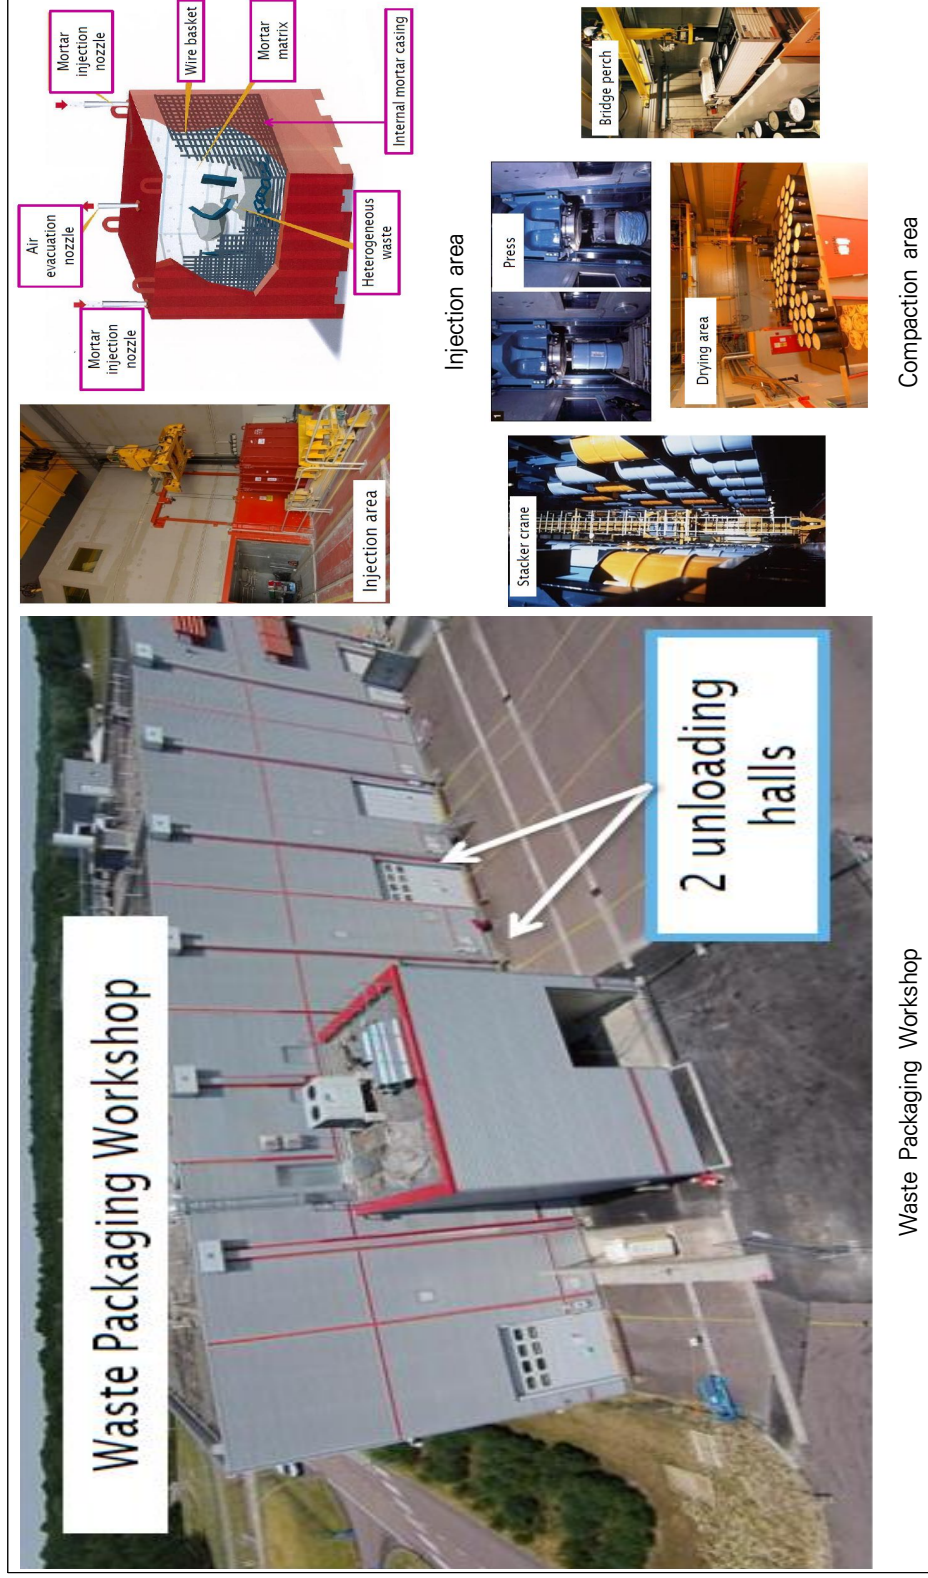 Waste Packaging Workshop
2 unloading
halls
Waste Packaging Workshop
Injection area
Mortar
injection
nozzle
Air
evacuation
nozzle
Mortar
injection
nozzle
Wire basket
Mortar
matrix
Internal mortar casing
Heterogeneous
waste
Injection area
Stacker crane
1
Press
Drying area
Bridge perch
Compaction area